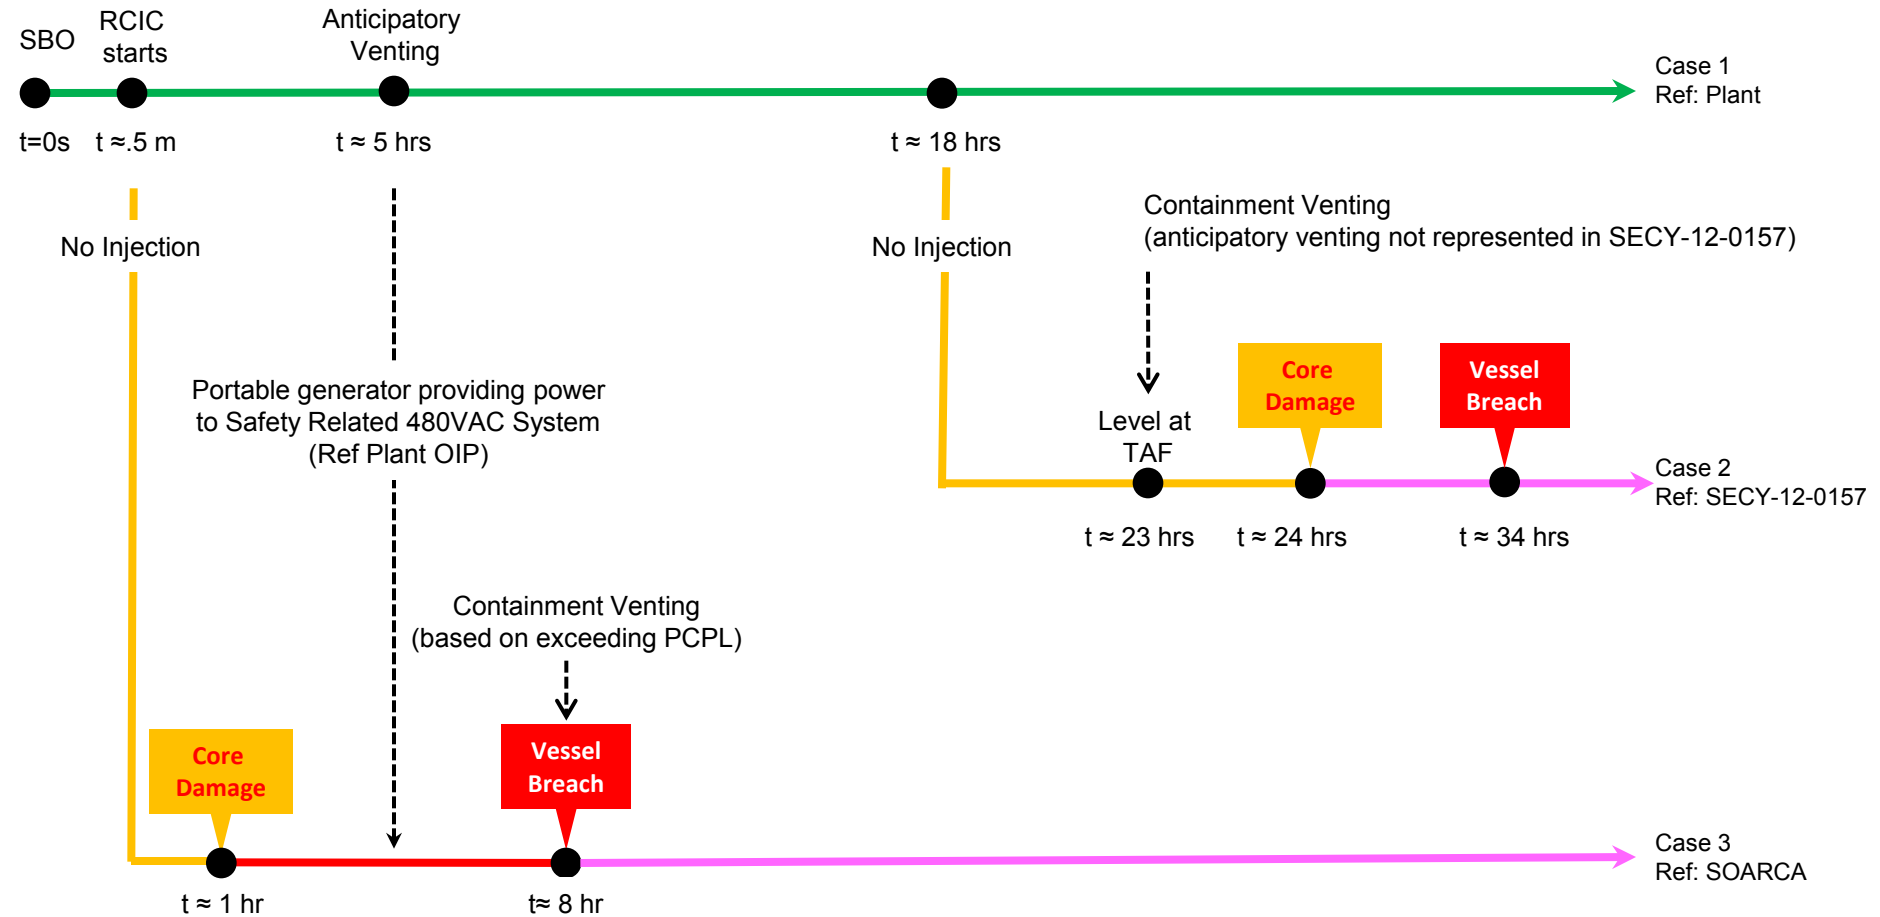 SBO
RCIC
starts
Anticipatory
Venting
Case 1
Ref: Plant
t=0s
t ≈.5 m
t ≈ 5 hrs
t ≈ 18 hrs
No Injection
No Injection
Containment Venting
(anticipatory venting not represented in SECY-12-0157)
Portable generator providing power
to Safety Related 480VAC System
(Ref Plant OIP)
Level at
TAF
Core
Damage
Vessel
Breach
Case 2
Ref: SECY-12-0157
t ≈ 23 hrs
t ≈ 24 hrs
t ≈ 34 hrs
Containment Venting
(based on exceeding PCPL)
Core
Damage
Vessel
Breach
Case 3
Ref: SOARCA
t ≈ 1 hr
t≈ 8 hr